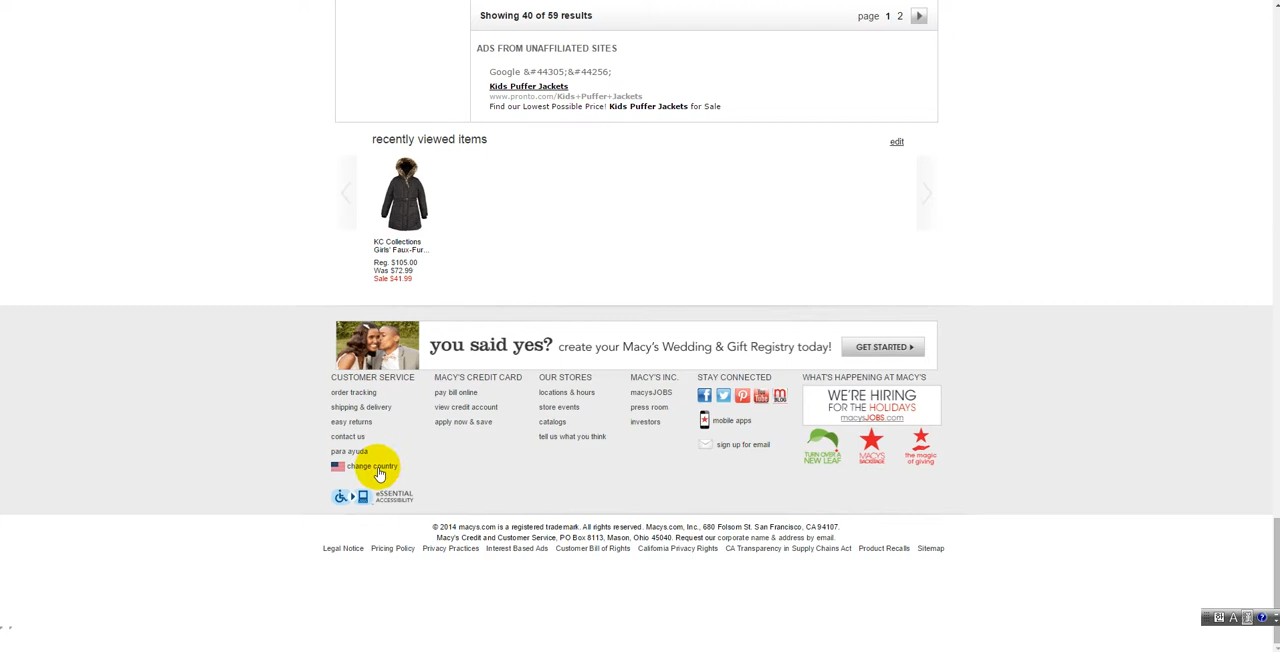 Showing 40 of 59 results
page 1 2
ADS FROM UNAFFILIATED SITES
Google &#44305;&#44256;
Kids Puffer Jackets
www.pronto.com/Kids+Puffer+Jackets
Find our Lowest Possible Price! Kids Puffer Jackets for Sale
recently viewed items
edit
KC Collections
Girls' Faux-Fur...
Reg. $105.00
Was $72.99
Sale $41.99
you said yes? create your Macy's Wedding & Gift Registry today!
GET STARTED
CUSTOMER SERVICE
order tracking
shipping & delivery
easy returns
contact us
para ayuda
change country
eSSENTIAL
ACCESSIBILITY
MACY'S CREDIT CARD
pay bill online
view credit account
apply now & save
OUR STORES
locations & hours
store events
catalogs
tell us what you think
MACY'S INC.
macysJOBS
press room
investors
STAY CONNECTED
You Tube
m BLOG
mobile apps
sign up for email
WHAT'S HAPPENING AT MACY'S
WE'RE HIRING
FOR THE HOLIDAYS
macysJOBS.com
TURN OVER A
NEW LEAF
MACYS
BACKSTAGE
the magic
of giving
© 2014 macys.com is a registered trademark. All rights reserved. Macys.com, Inc., 680 Folsom St. San Francisco, CA 94107.
Macy's Credit and Customer Service, PO Box 8113, Mason, Ohio 45040. Request our corporate name & address by email.
Legal Notice Pricing Policy Privacy Practices Interest Based Ads Customer Bill of Rights California Privacy Rights CA Transparency in Supply Chains Act Product Recalls Sitemap
A